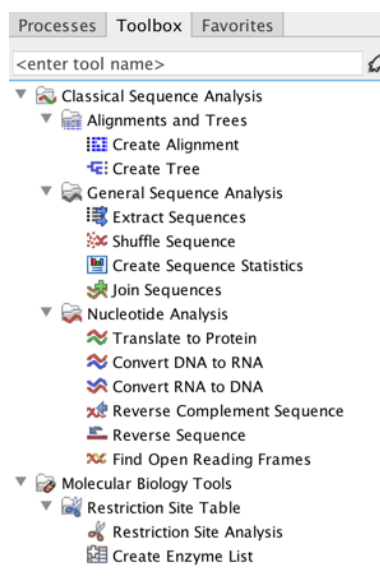 Processes Toolbox Favorites
<enter tool name>
Classical Sequence Analysis
Alignments and Trees
Create Alignment
Create Tree
General Sequence Analysis
Extract Sequences
Shuffle Sequence
Create Sequence Statistics
Join Sequences
Nucleotide Analysis
Translate to Protein
Convert DNA to RNA
Convert RNA to DNA
Reverse Complement Sequence
Reverse Sequence
Find Open Reading Frames
Molecular Biology Tools
Restriction Site Table
Restriction Site Analysis
Create Enzyme List